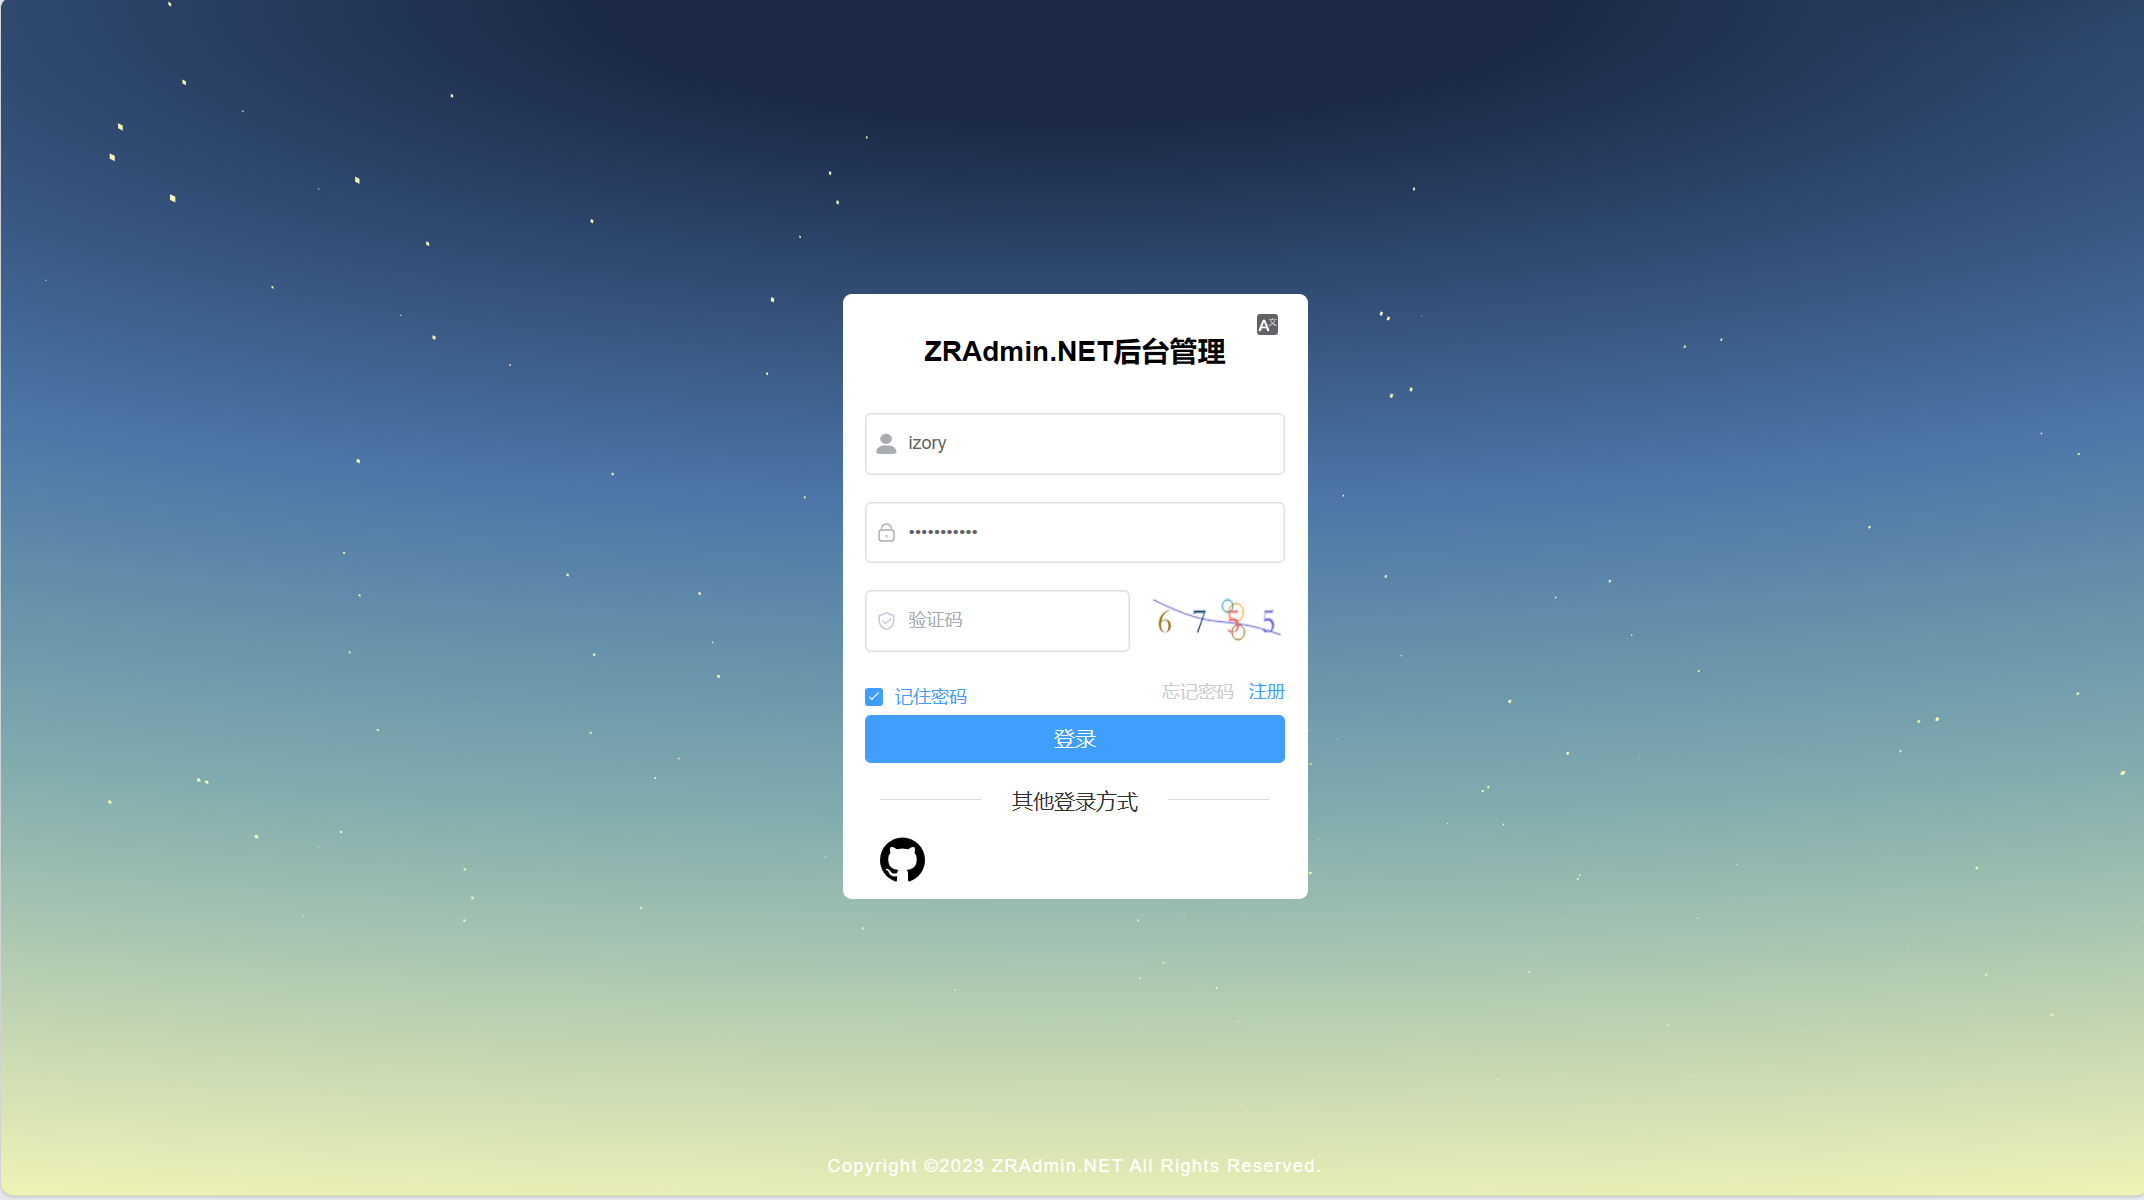 A文
ZRAdmin.NET后台管理
izory
•••••••••••
验证码
6 7 5 5
记住密码
忘记密码 注册
登录
其他登录方式
Copyright ©2023 ZRAdmin.NET All Rights Reserved.